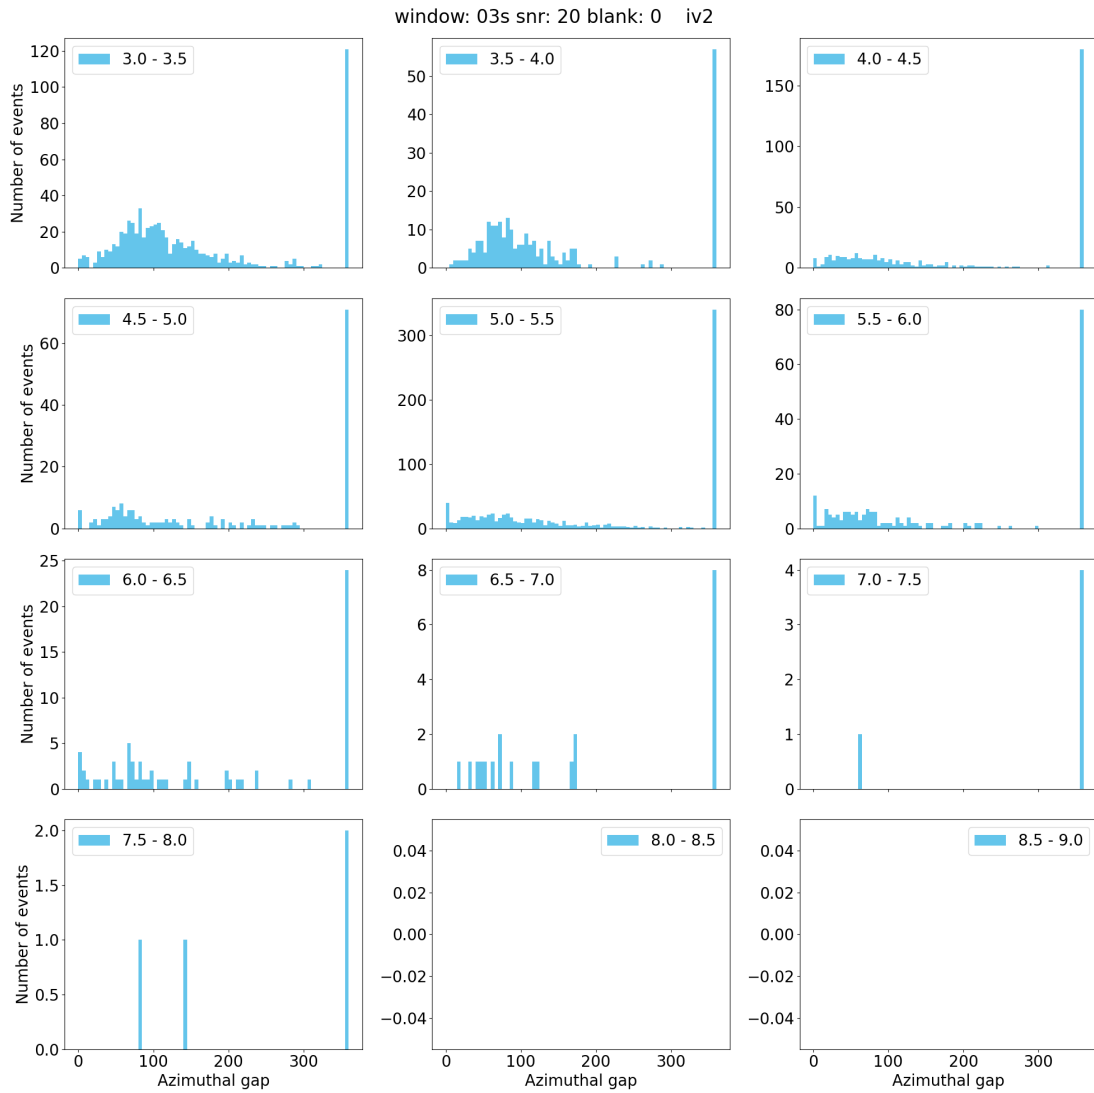 window: 03s snr: 20 blank: 0    iv2
3.0 - 3.5
Number of events
0
20
40
60
80
100
120
3.5 - 4.0
0
10
20
30
40
50
4.0 - 4.5
0
50
100
150
4.5 - 5.0
Number of events
0
20
40
60
5.0 - 5.5
0
100
200
300
5.5 - 6.0
0
20
40
60
80
6.0 - 6.5
Number of events
0
5
10
15
20
25
6.5 - 7.0
0
2
4
6
8
7.0 - 7.5
0
1
2
3
4
7.5 - 8.0
Number of events
0.0
0.5
1.0
1.5
2.0
0 100 200 300
Azimuthal gap
8.0 - 8.5
0.04
0.02
0.00
−0.02
−0.04
0 100 200 300
Azimuthal gap
8.5 - 9.0
0.04
0.02
0.00
−0.02
−0.04
0 100 200 300
Azimuthal gap